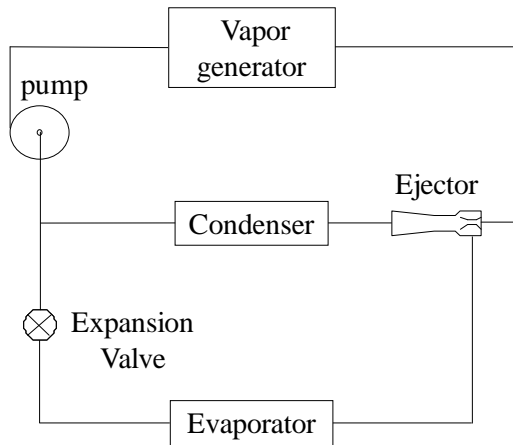 Vapor
generator
pump
Ejector
Condenser
Expansion
Valve
Evaporator